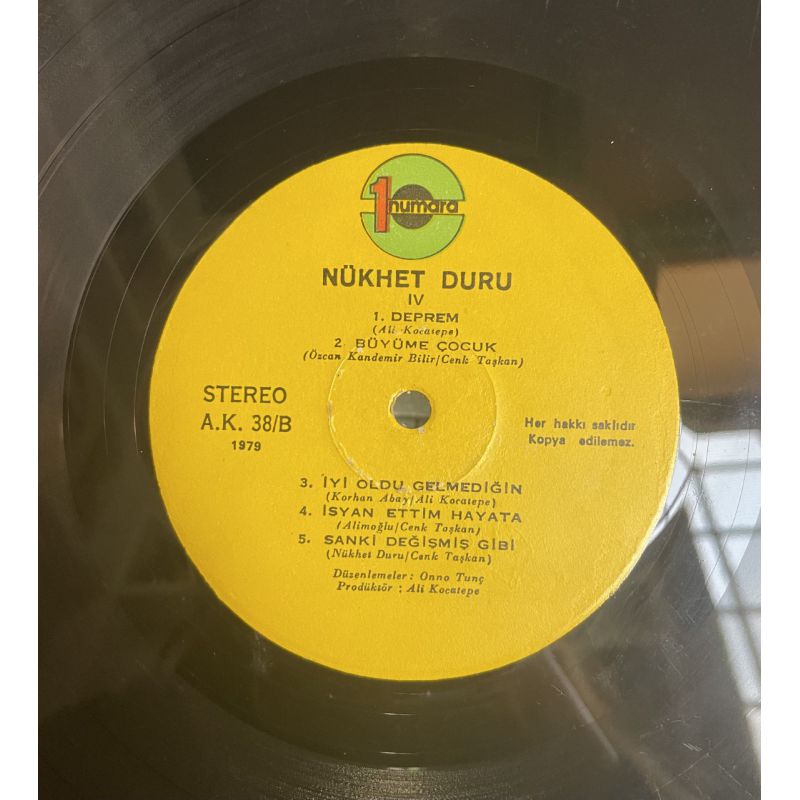 1 numara
NÜKHET DURU
IV
1. DEPREM
(Ali Kocatepe)
2. BÜYÜME ÇOCUK
(Özcan Kandemir Bilir/Cenk Taşkan)
STEREO
A.K. 38/B
1979
Her hakkı saklıdır
Kopya edilemez.
3. İYİ OLDU GELMEDİĞİN
(Korhan Abay/Ali Kocatepe)
4. İSYAN ETTİM HAYATA
(Alimoğlu/Cenk Taşkan)
5. SANKİ DEĞİŞMİŞ GİBİ
(Nükhet Duru/Cenk Taşkan)
Düzenlemeler : Onno Tunç
Prodüktör : Ali Kocatepe